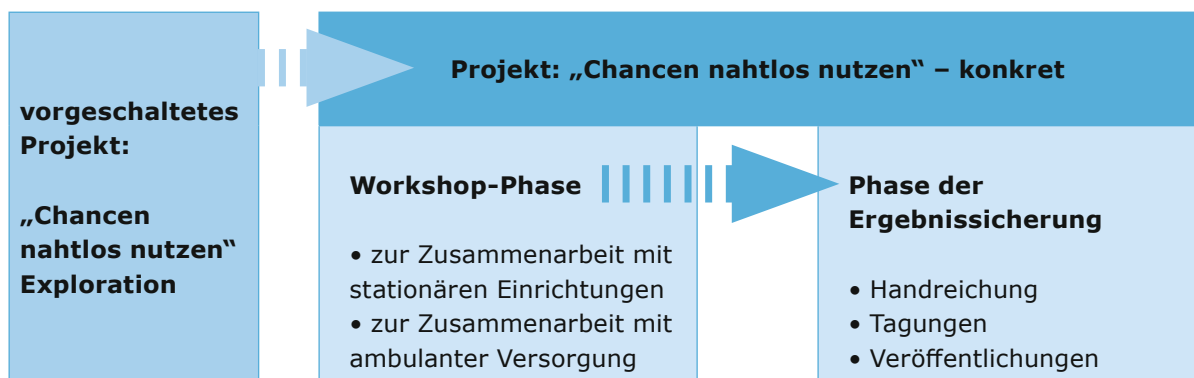 vorgeschaltetes
Projekt:
„Chancen
nahtlos nutzen“
Exploration
Projekt: „Chancen nahtlos nutzen“ – konkret
Workshop-Phase
• zur Zusammenarbeit mit
stationären Einrichtungen
• zur Zusammenarbeit mit
ambulanter Versorgung
Phase der
Ergebnissicherung
• Handreichung
• Tagungen
• Veröffentlichungen